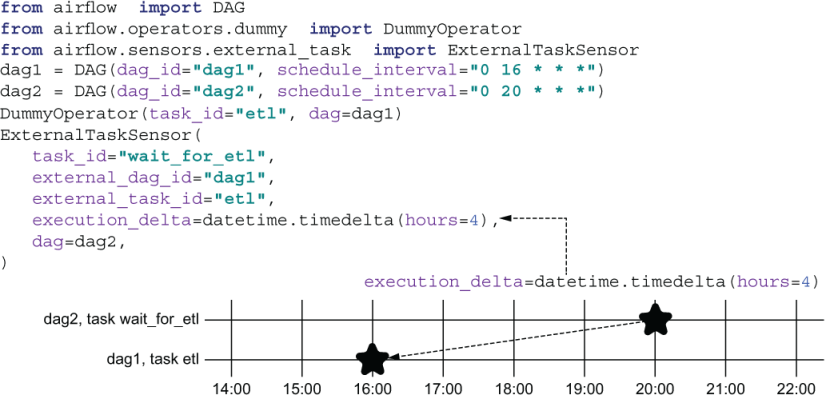 from airflow import DAG
from airflow.operators.dummy import DummyOperator
from airflow.sensors.external_task import ExternalTaskSensor
dag1 = DAG(dag_id="dag1", schedule_interval="0 16 * * *")
dag2 = DAG(dag_id="dag2", schedule_interval="0 20 * * *")
DummyOperator(task_id="etl", dag=dag1)
ExternalTaskSensor(
task_id="wait_for_etl",
external_dag_id="dag1",
external_task_id="etl",
execution_delta=datetime.timedelta(hours=4),
dag=dag2,
)
execution_delta=datetime.timedelta(hours=4)
dag2, task wait_for_etl
dag1, task etl
14:00 15:00 16:00 17:00 18:00 19:00 20:00 21:00 22:00